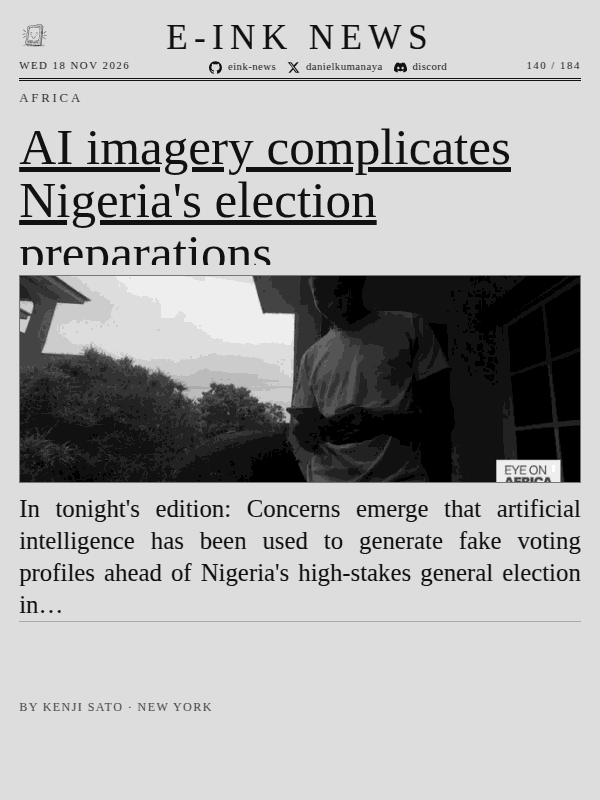 E-INK NEWS
WED 18 NOV 2026
eink-news danielkumanaya discord
140 / 184
AFRICA
AI imagery complicates
Nigeria's election
preparations
EYE ON
AFRICA
In tonight's edition: Concerns emerge that artificial
intelligence has been used to generate fake voting
profiles ahead of Nigeria's high-stakes general election
in…
BY KENJI SATO · NEW YORK